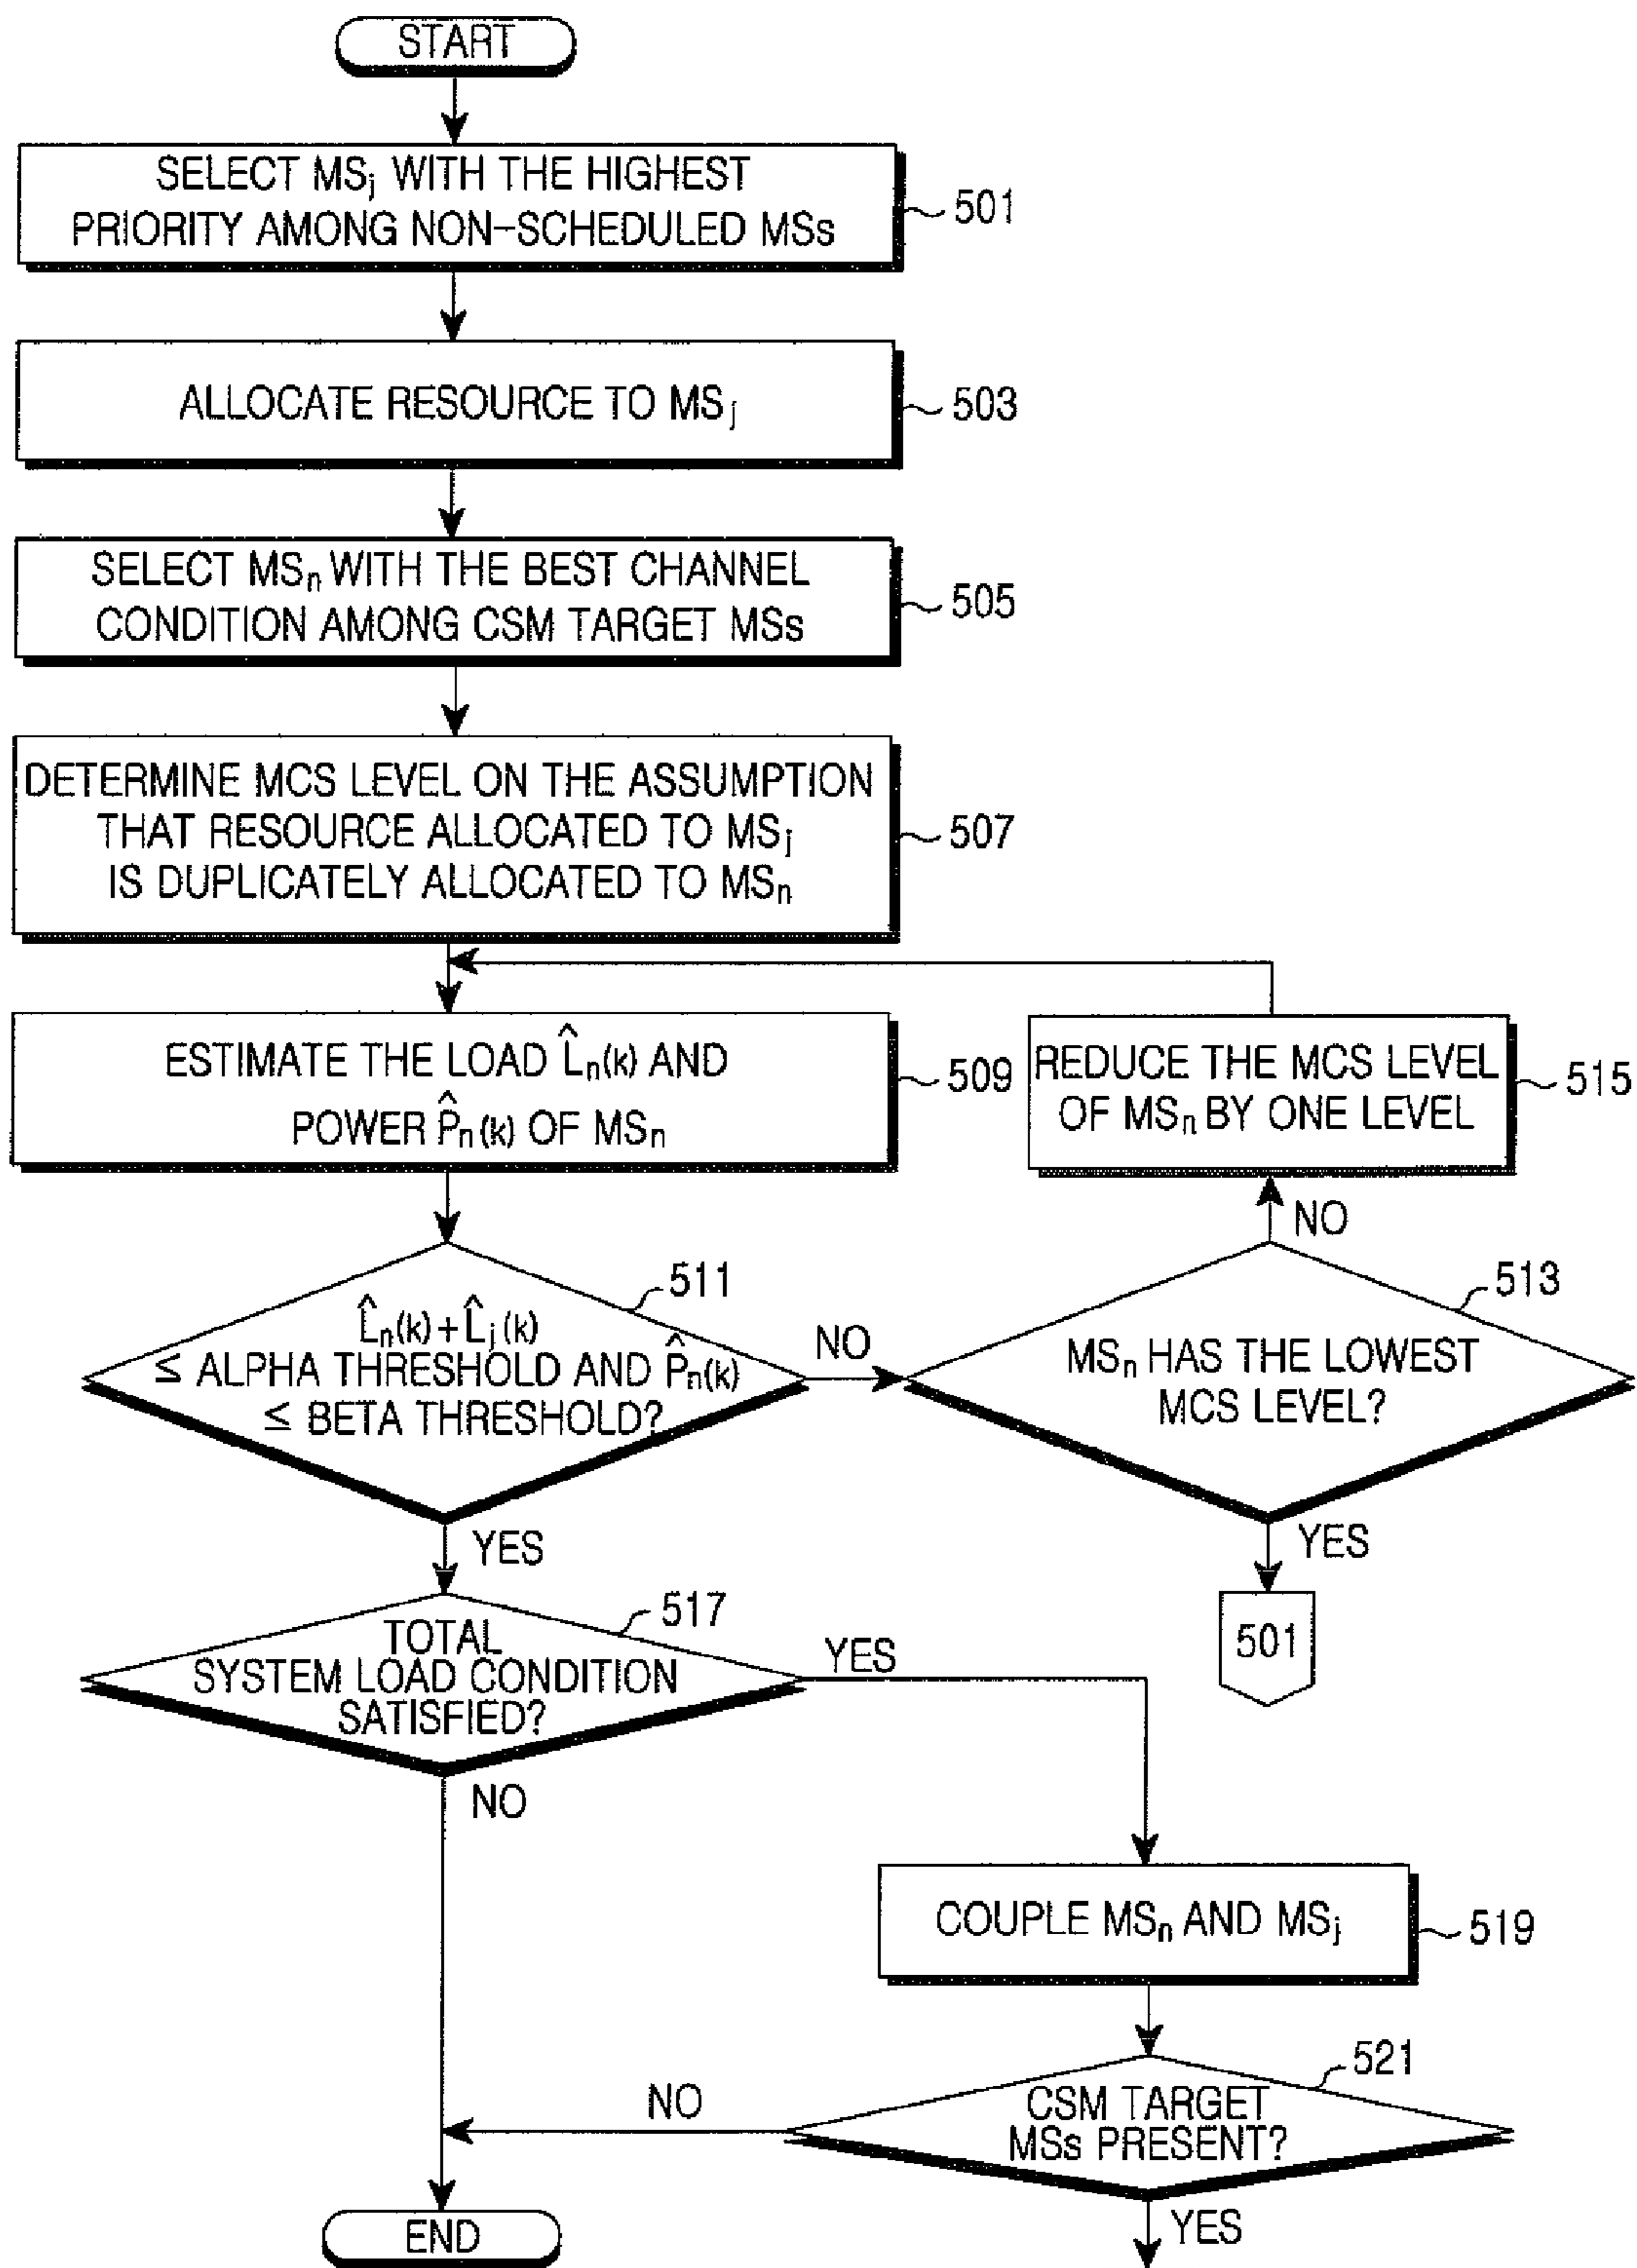 START
SELECT MSj WITH THE HIGHEST
PRIORITY AMONG NON-SCHEDULED MSs
501
ALLOCATE RESOURCE TO MSj
503
SELECT MSn WITH THE BEST CHANNEL
CONDITION AMONG CSM TARGET MSs
505
DETERMINE MCS LEVEL ON THE ASSUMPTION
THAT RESOURCE ALLOCATED TO MSj
IS DUPLICATELY ALLOCATED TO MSn
507
ESTIMATE THE LOAD L̂n(k) AND
POWER P̂n(k) OF MSn
509
REDUCE THE MCS LEVEL
OF MSn BY ONE LEVEL
515
NO
511
L̂n(k)+L̂j(k)
≤ ALPHA THRESHOLD AND P̂n(k)
≤ BETA THRESHOLD?
NO
513
MSn HAS THE LOWEST
MCS LEVEL?
YES
YES
501
517
TOTAL
SYSTEM LOAD CONDITION
SATISFIED?
YES
NO
COUPLE MSn AND MSj
519
521
CSM TARGET
MSs PRESENT?
NO
YES
END